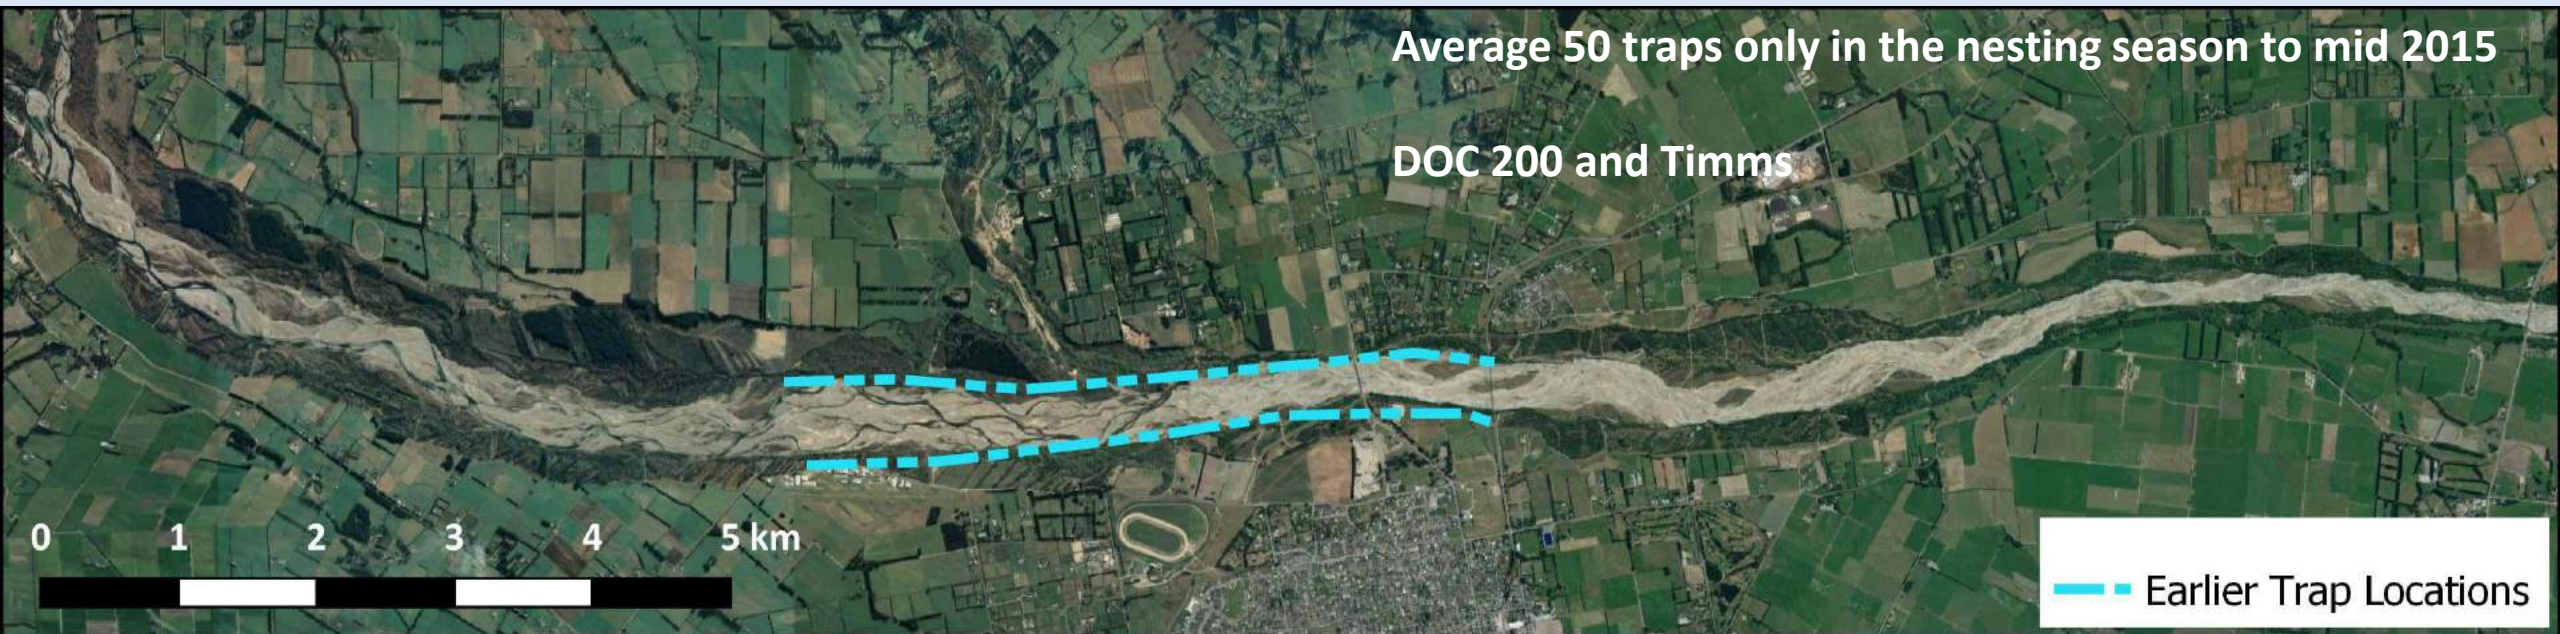 Average 50 traps only in the nesting season to mid 2015
DOC 200 and Timms
0 1 2 3 4 5 km
Earlier Trap Locations